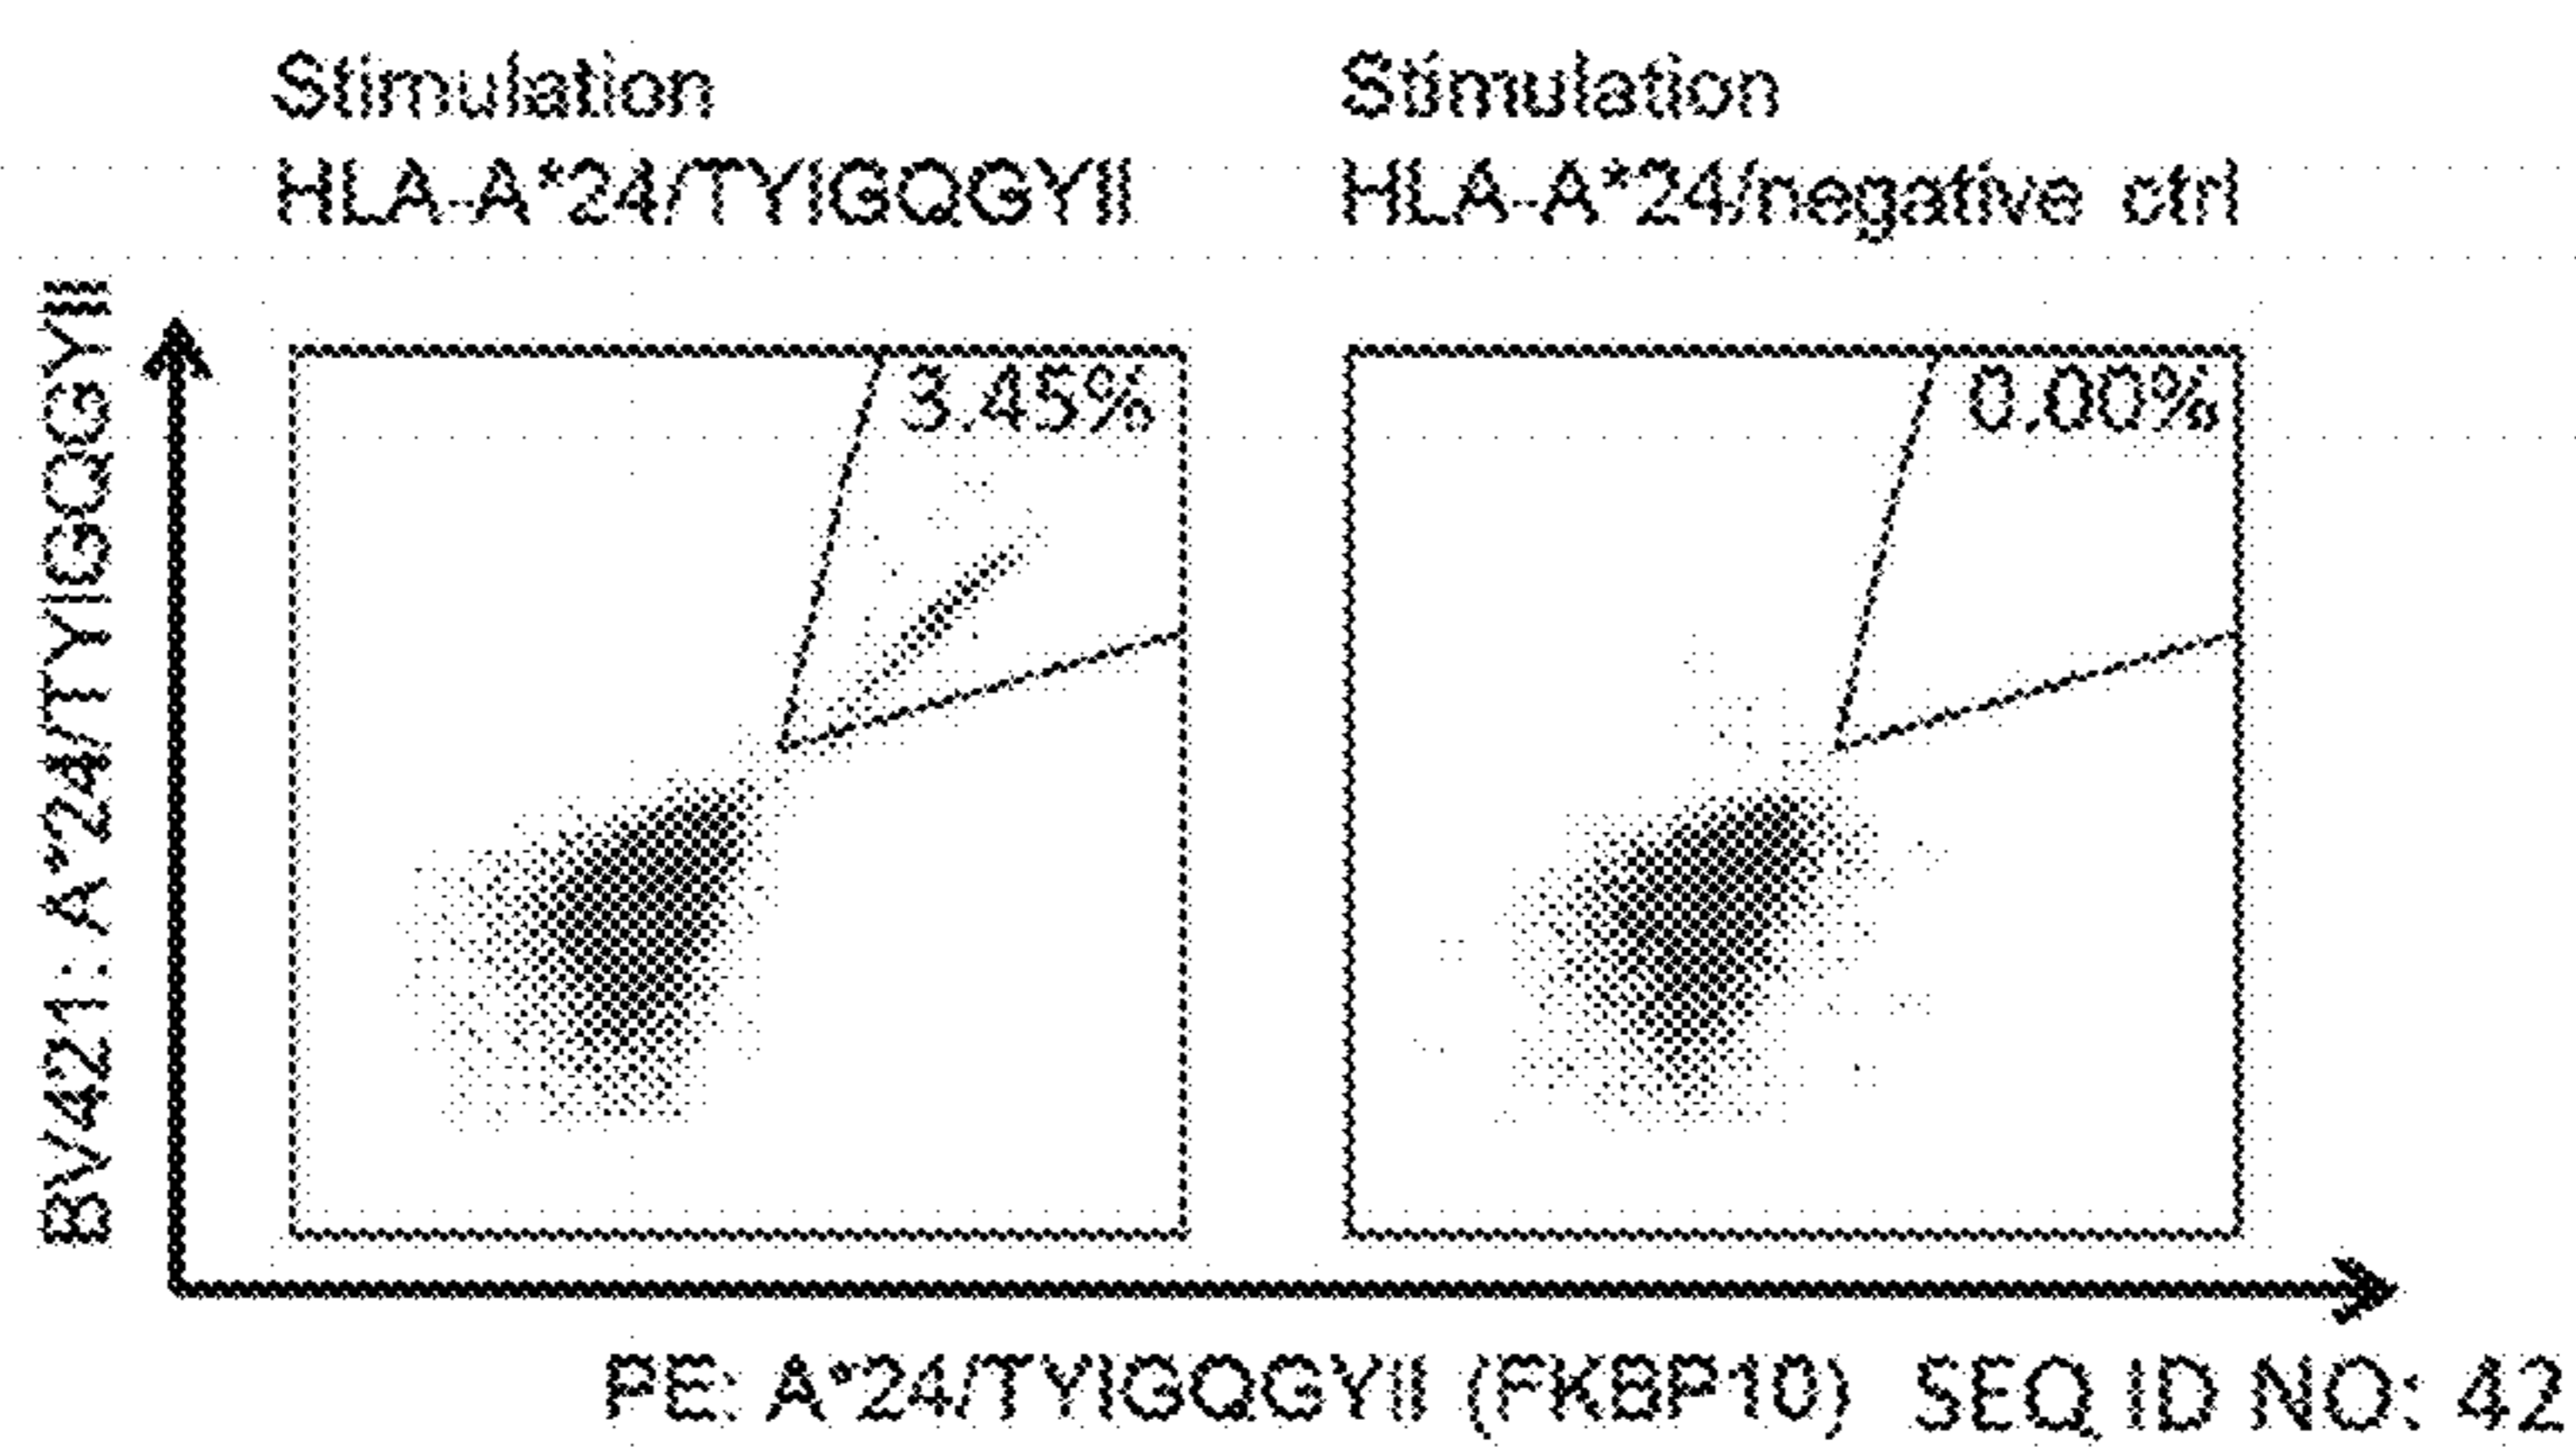 Stimulation
HLA-A*24/TYIGQGYII
Stimulation
HLA-A*24/negative ctrl
BV421: A*24/TYIGQGYII
3.45%
0.00%
PE: A*24/TYIGQGYII (FKBP10) SEQ ID NO: 42